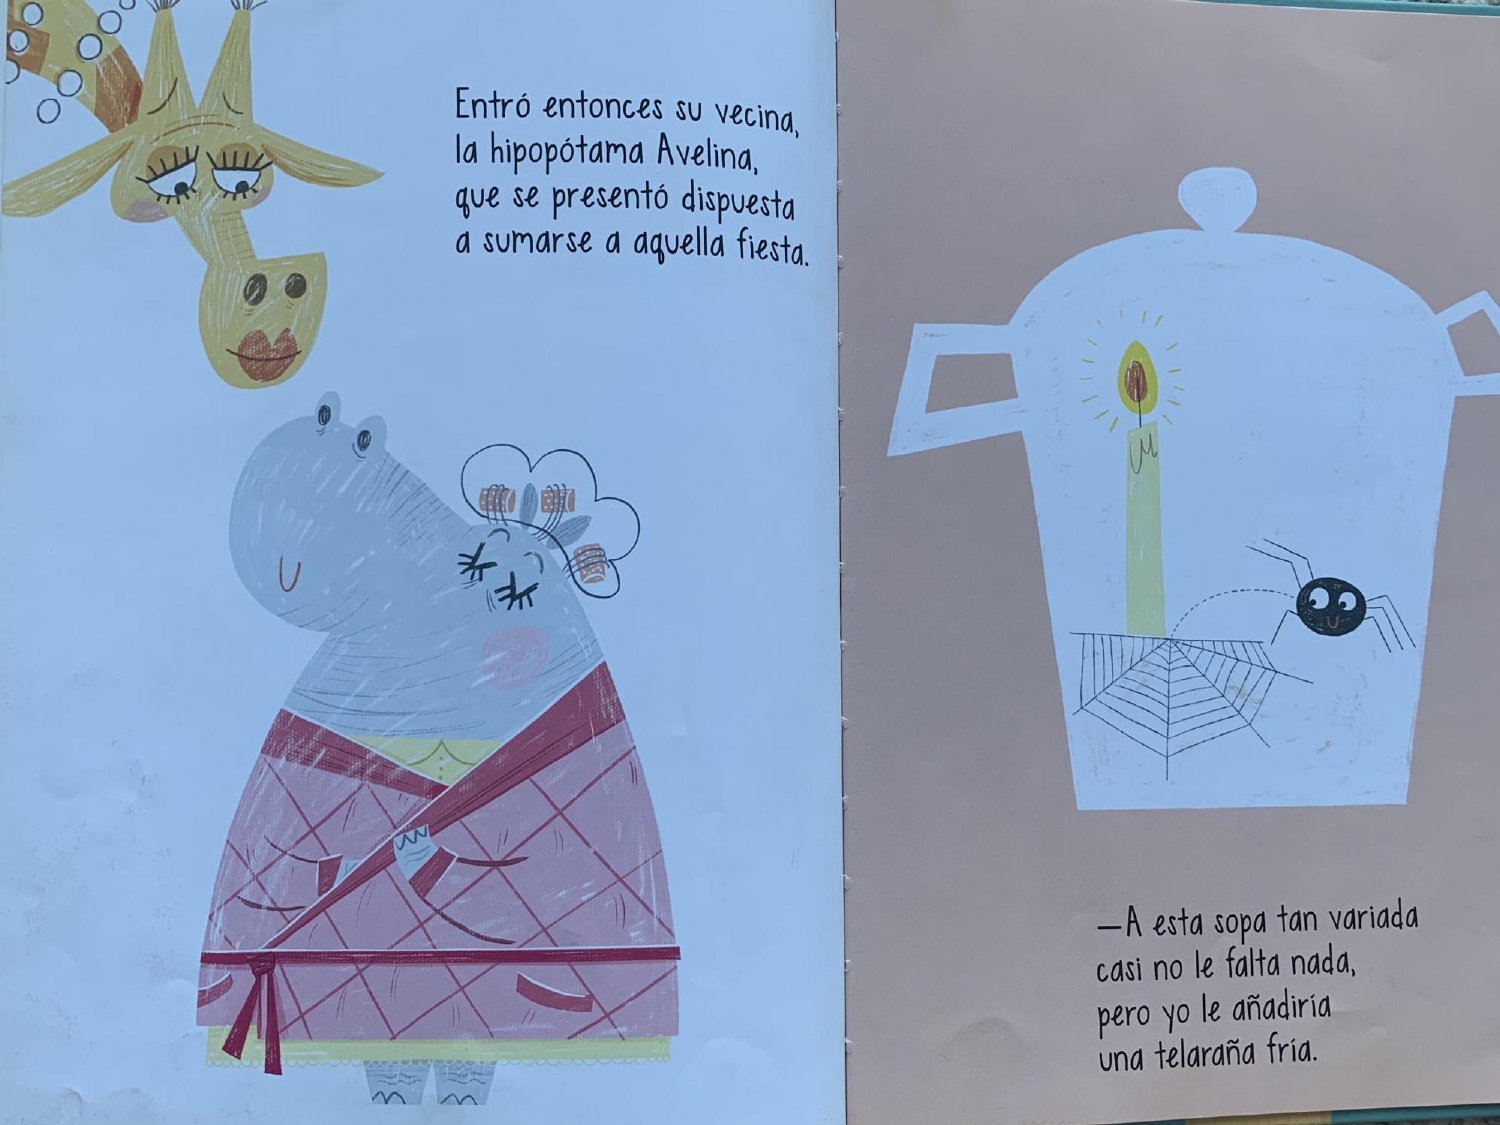 Entró entonces su vecina,
la hipopótama Avelina,
que se presentó dispuesta
a sumarse a aquella fiesta.
—A esta sopa tan variada
casi no le falta nada,
pero yo le añadiría
una telaraña fría.